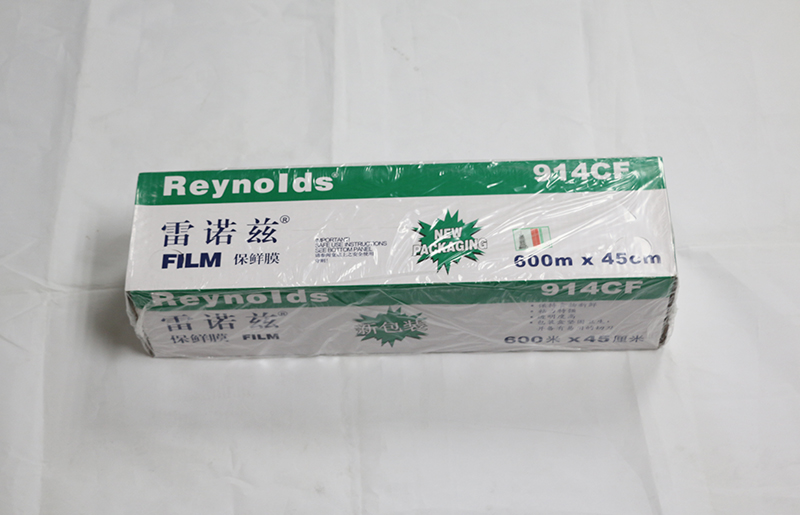 Reynolds
914CF
雷诺兹®
FiLM 保鲜膜
IMPORTANT!
SAFE USE INSTRUCTIONS
SEE BOTTOM PANEL
NEW
PACKAGING
600m x 45cm
Reynolds
914CF
雷诺兹®
保鲜膜 FiLM
新包装
600米 x 45厘米